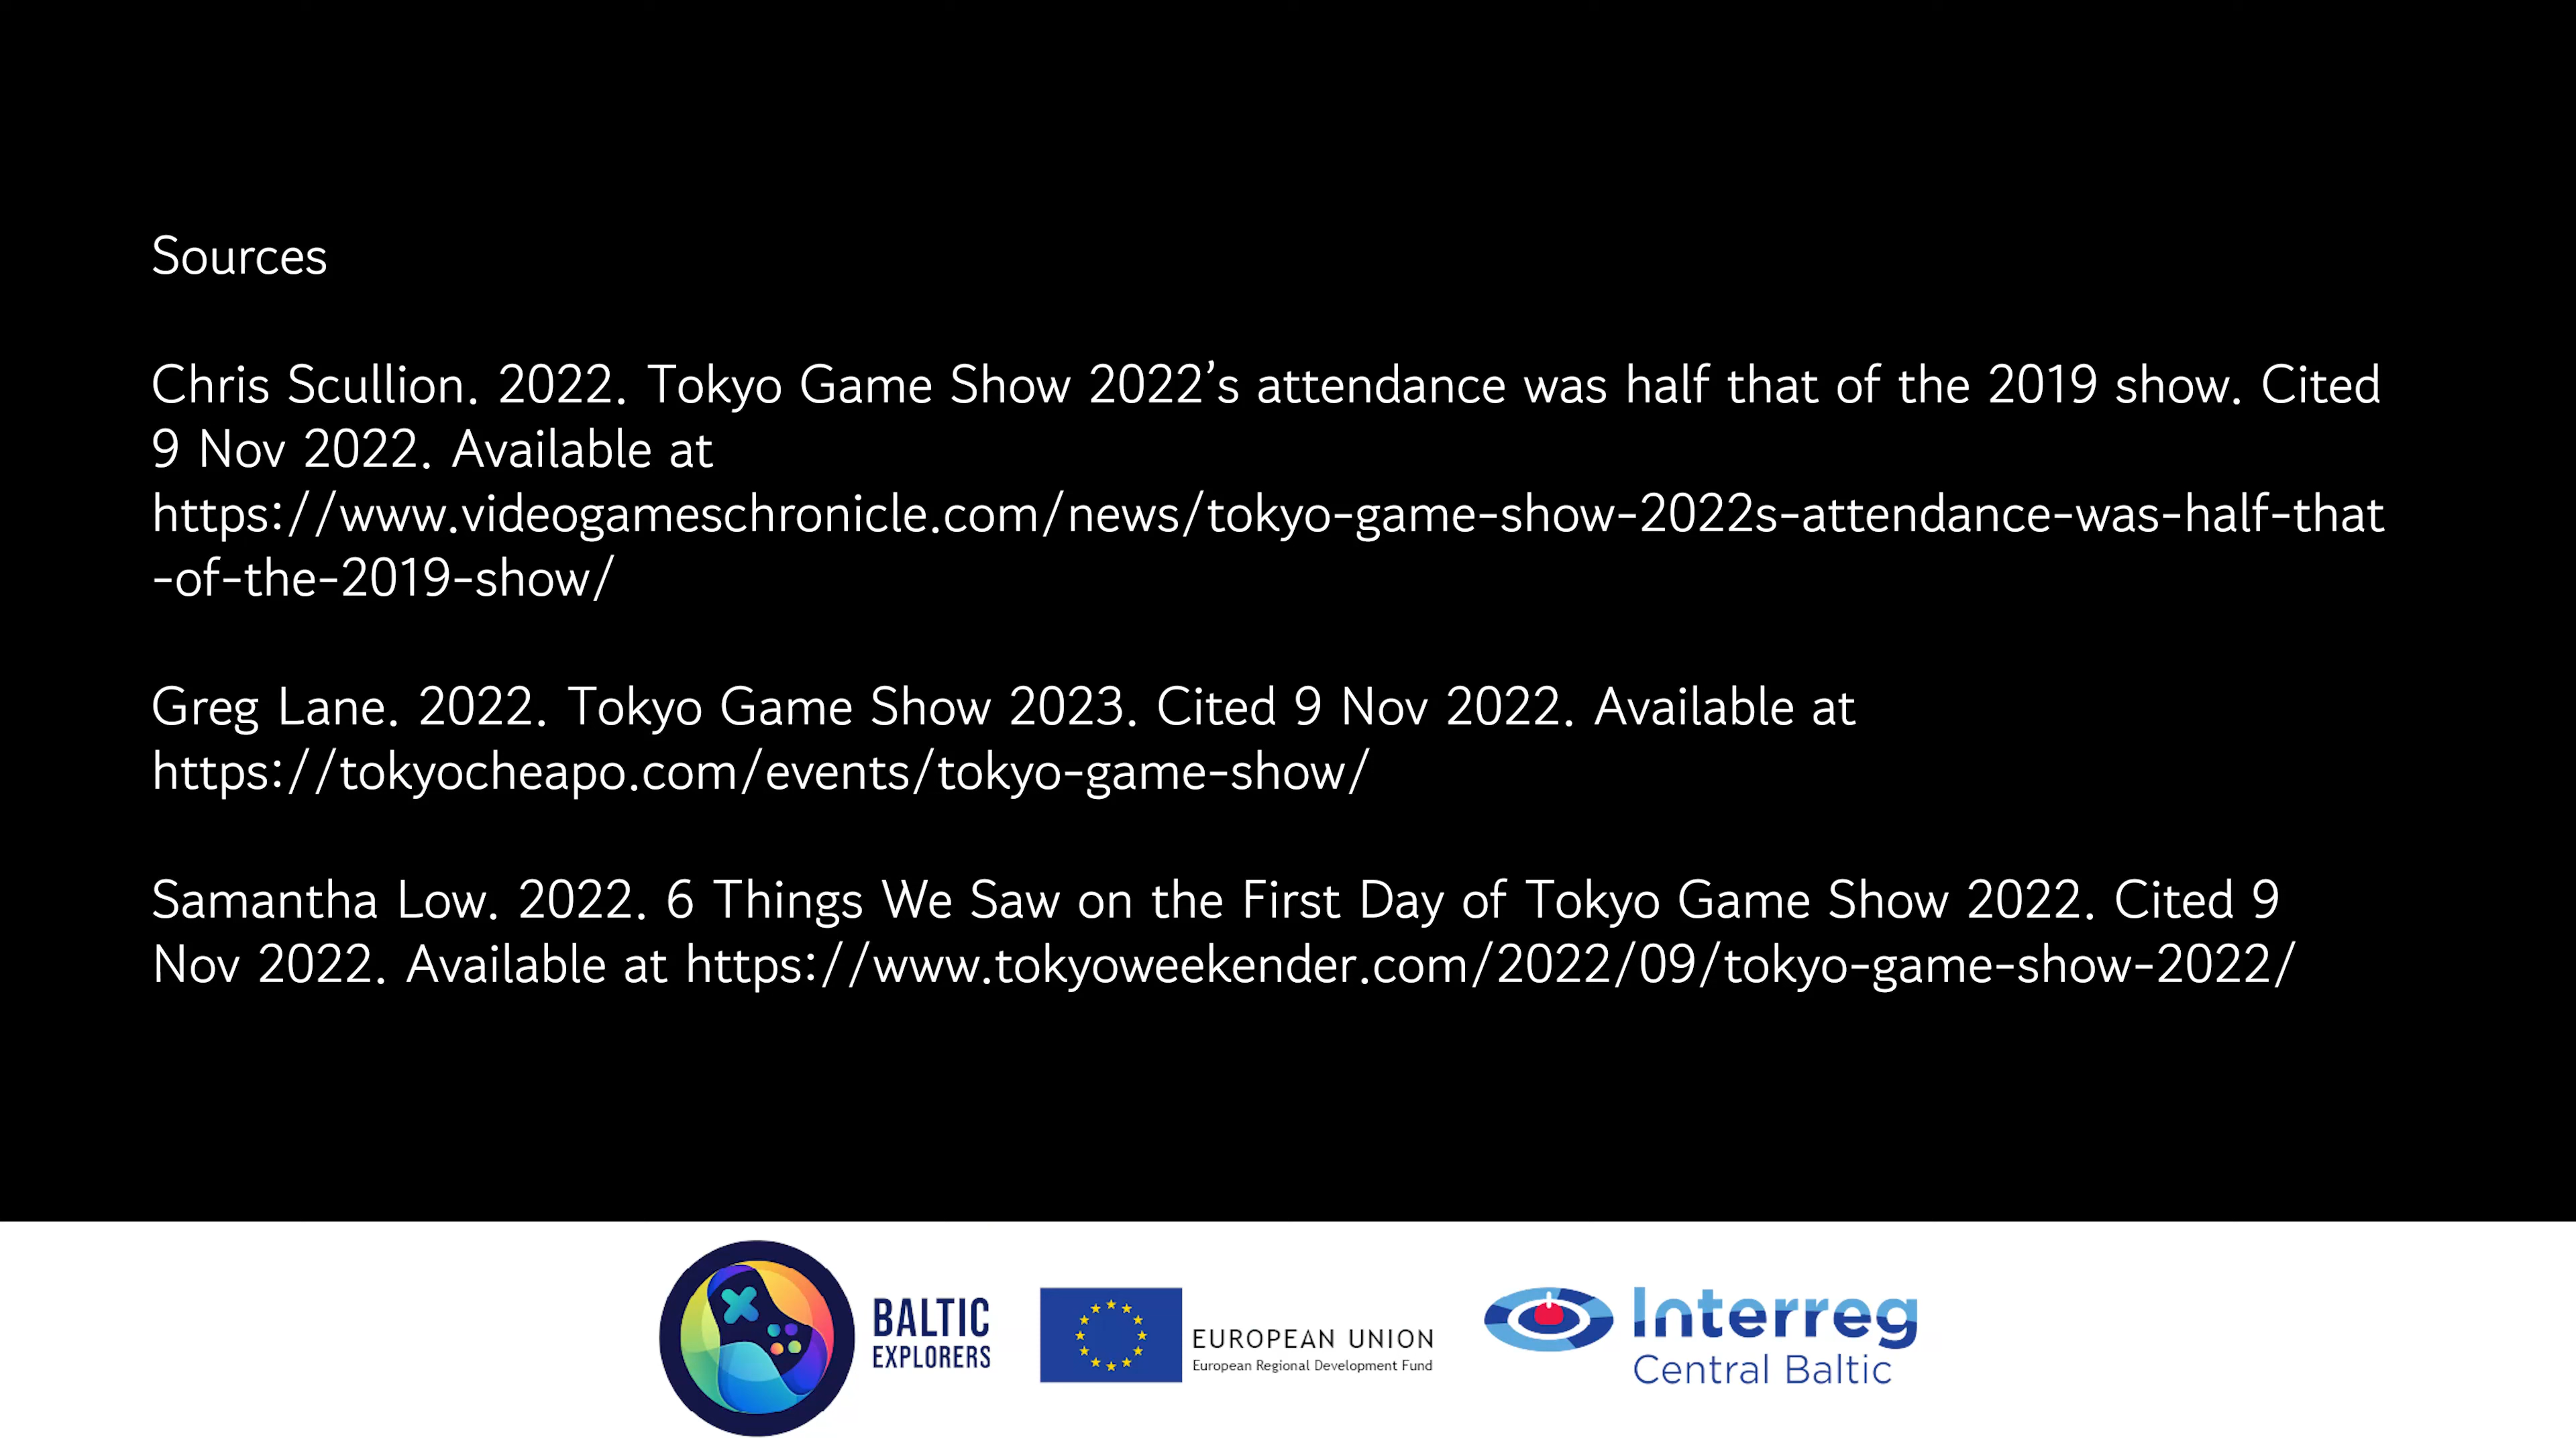 Sources
Chris Scullion. 2022. Tokyo Game Show 2022’s attendance was half that of the 2019 show. Cited
9 Nov 2022. Available at
https://www.videogameschronicle.com/news/tokyo-game-show-2022s-attendance-was-half-that
-of-the-2019-show/
Greg Lane. 2022. Tokyo Game Show 2023. Cited 9 Nov 2022. Available at
https://tokyocheapo.com/events/tokyo-game-show/
Samantha Low. 2022. 6 Things We Saw on the First Day of Tokyo Game Show 2022. Cited 9
Nov 2022. Available at https://www.tokyoweekender.com/2022/09/tokyo-game-show-2022/
BALTIC
EXPLORERS
EUROPEAN UNION
European Regional Development Fund
Interreg
Central Baltic